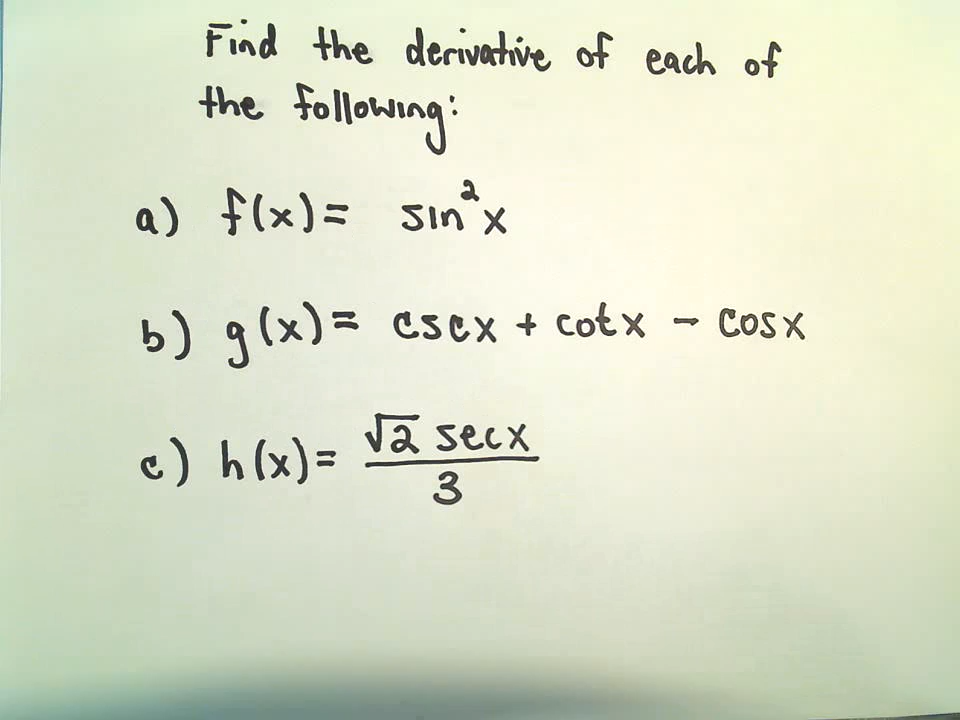 Find the derivative of each of
the following:
a) f(x) = sin²x
b) g(x) = cscx + cotx - cosx
c) h(x) = √2 secx / 3